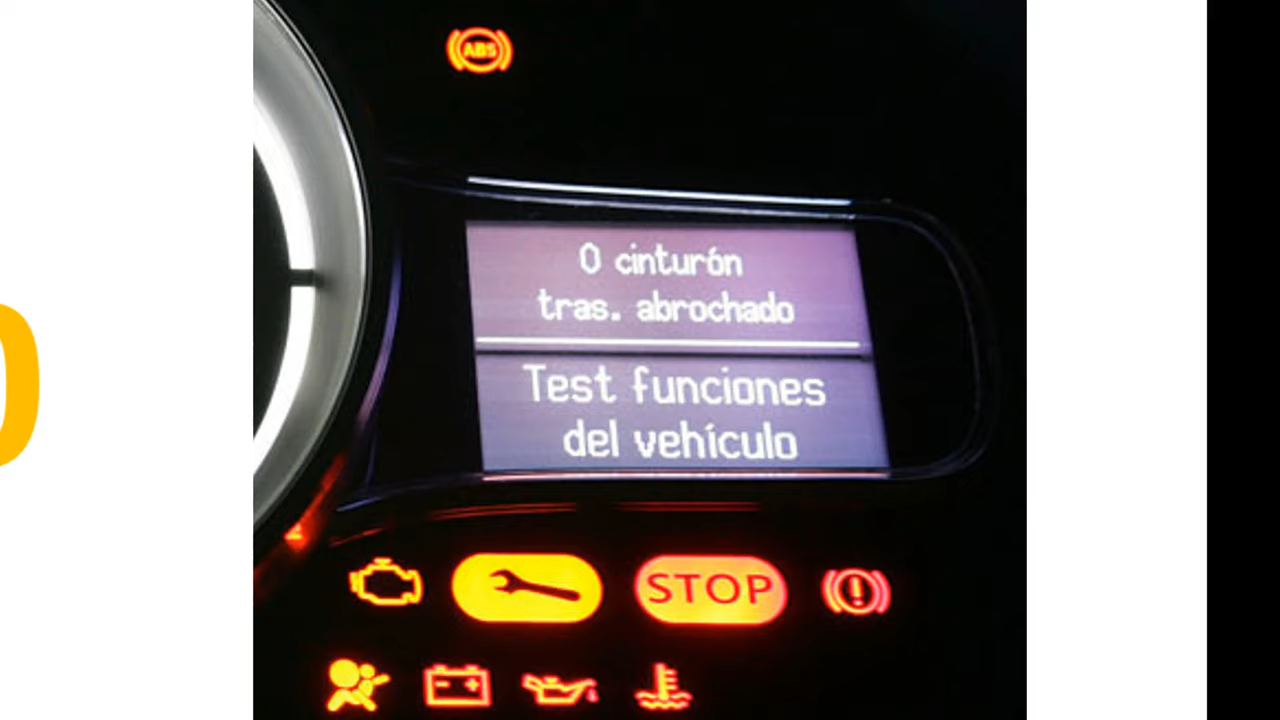 ABS
0 cinturón
tras. abrochado
Test funciones
del vehículo
STOP